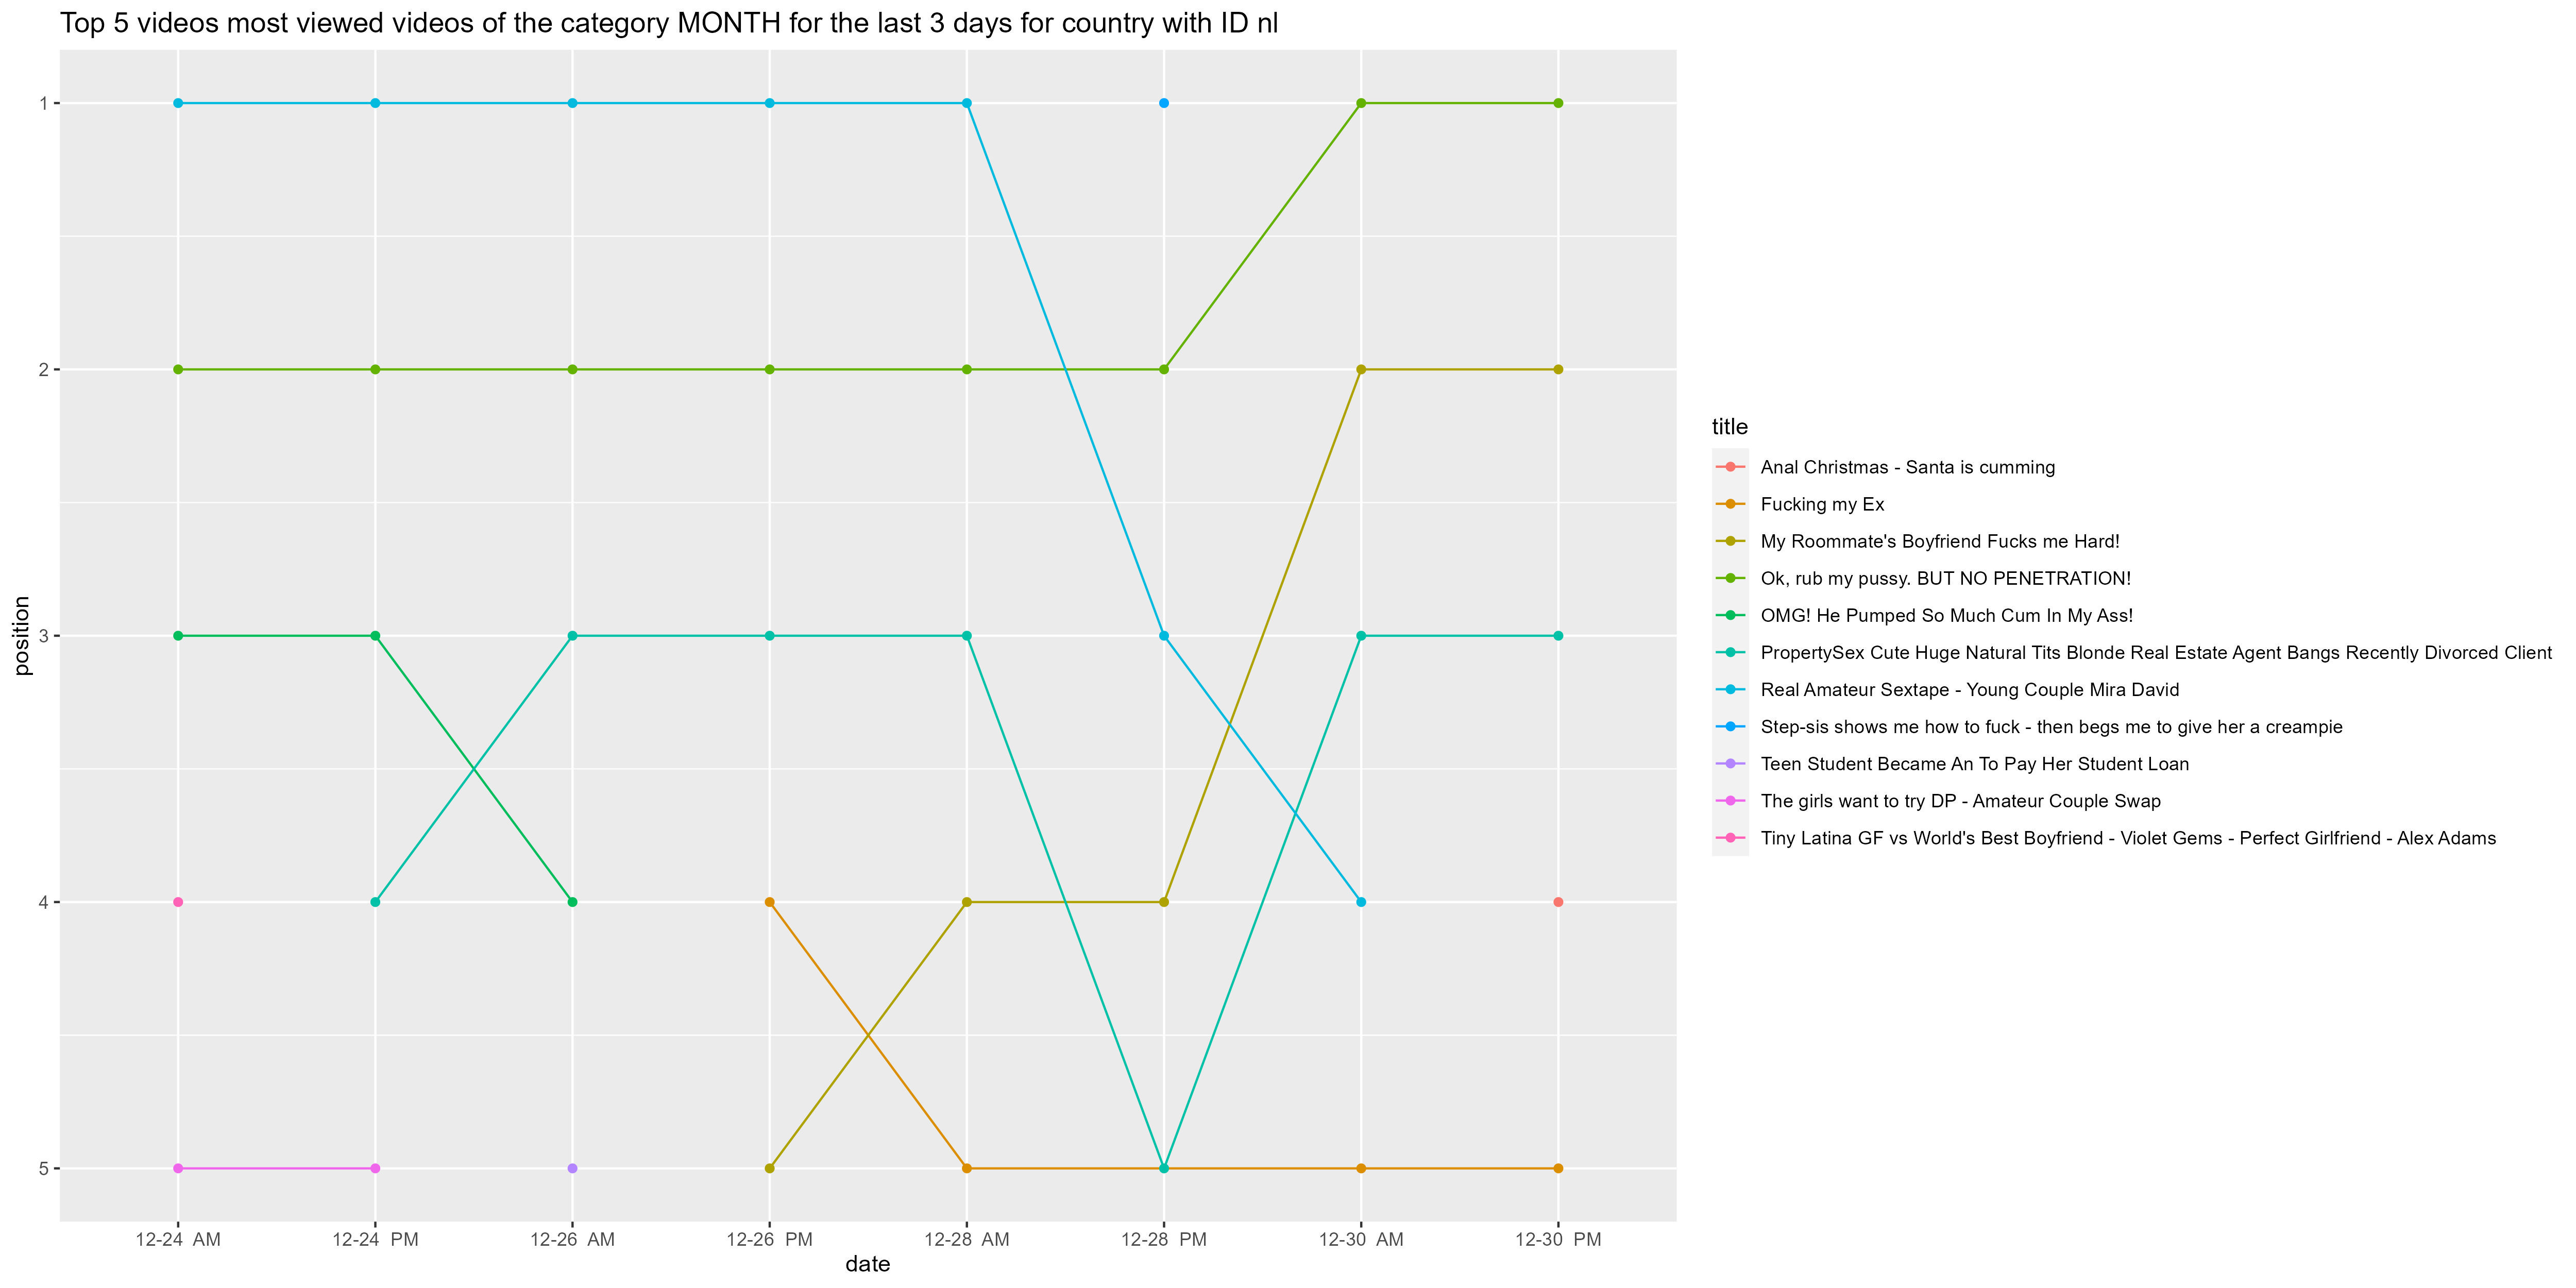 Top 5 videos most viewed videos of the category MONTH for the last 3 days for country with ID nl
position
1
2
3
4
5
12-24 AM
12-24 PM
12-26 AM
12-26 PM
12-28 AM
12-28 PM
12-30 AM
12-30 PM
date
title
Anal Christmas - Santa is cumming
Fucking my Ex
My Roommate's Boyfriend Fucks me Hard!
Ok, rub my pussy. BUT NO PENETRATION!
OMG! He Pumped So Much Cum In My Ass!
PropertySex Cute Huge Natural Tits Blonde Real Estate Agent Bangs Recently Divorced Client
Real Amateur Sextape - Young Couple Mira David
Step-sis shows me how to fuck - then begs me to give her a creampie
Teen Student Became An To Pay Her Student Loan
The girls want to try DP - Amateur Couple Swap
Tiny Latina GF vs World's Best Boyfriend - Violet Gems - Perfect Girlfriend - Alex Adams